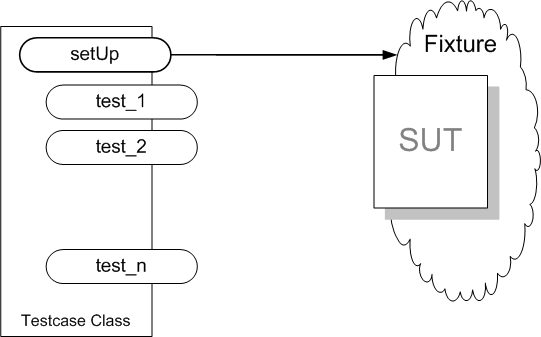 setUp
Fixture
test_1
test_2
SUT
test_n
Testcase Class